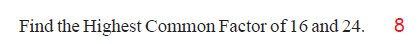 Find the Highest Common Factor of 16 and 24. 8